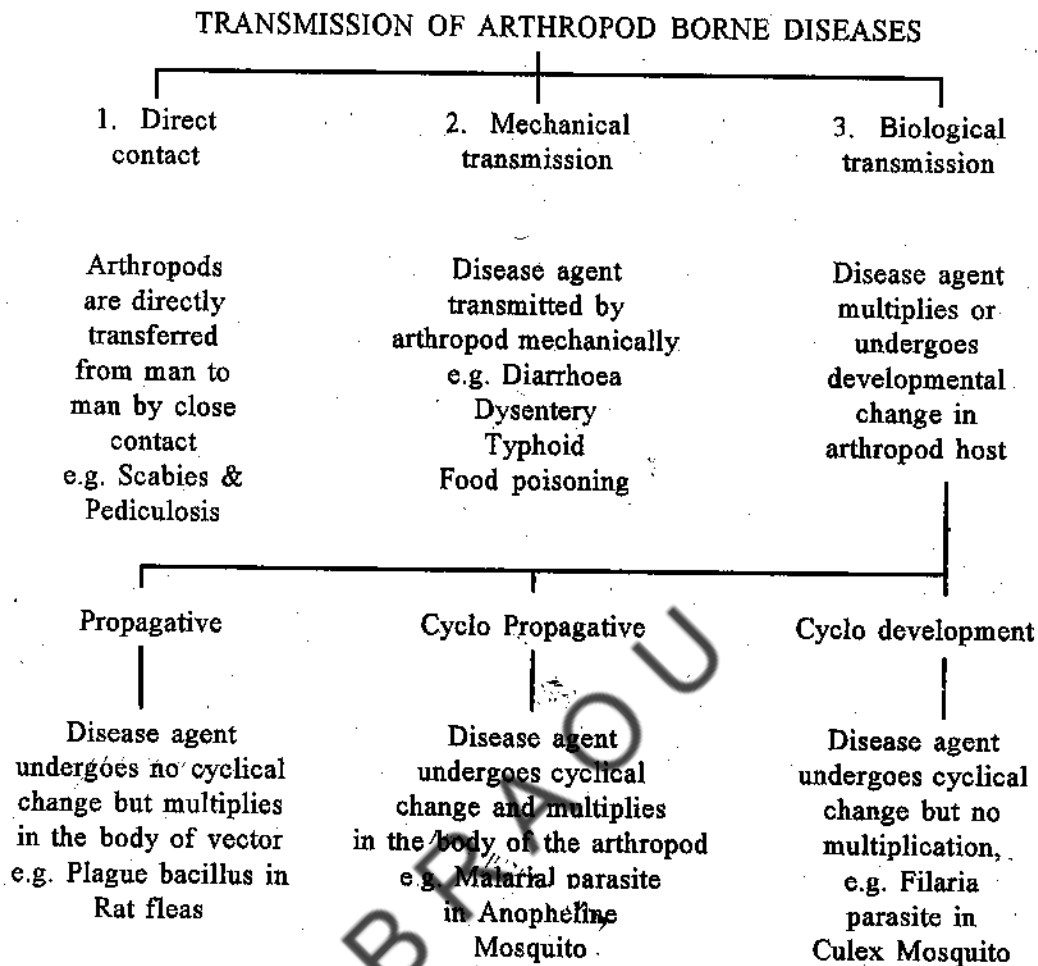 TRANSMISSION OF ARTHROPOD BORNE DISEASES
1. Direct
contact
2. Mechanical
transmission
3. Biological
transmission
Arthropods
are directly
transferred
from man to
man by close
contact
e.g. Scabies &
Pediculosis
Disease agent
transmitted by
arthropod mechanically
e.g. Diarrhoea
Dysentery
Typhoid
Food poisoning
Disease agent
multiplies or
undergoes
developmental
change in
arthropod host
Propagative
Cyclo Propagative
Cyclo development
Disease agent
undergoes no cyclical
change but multiplies
in the body of vector
e.g. Plague bacillus in
Rat fleas
Disease agent
undergoes cyclical
change and multiplies
in the body of the arthropod
e.g. Malarial parasite
in Anopheline
Mosquito
Disease agent
undergoes cyclical
change but no
multiplication,
e.g. Filaria
parasite in
Culex Mosquito
BRAOU